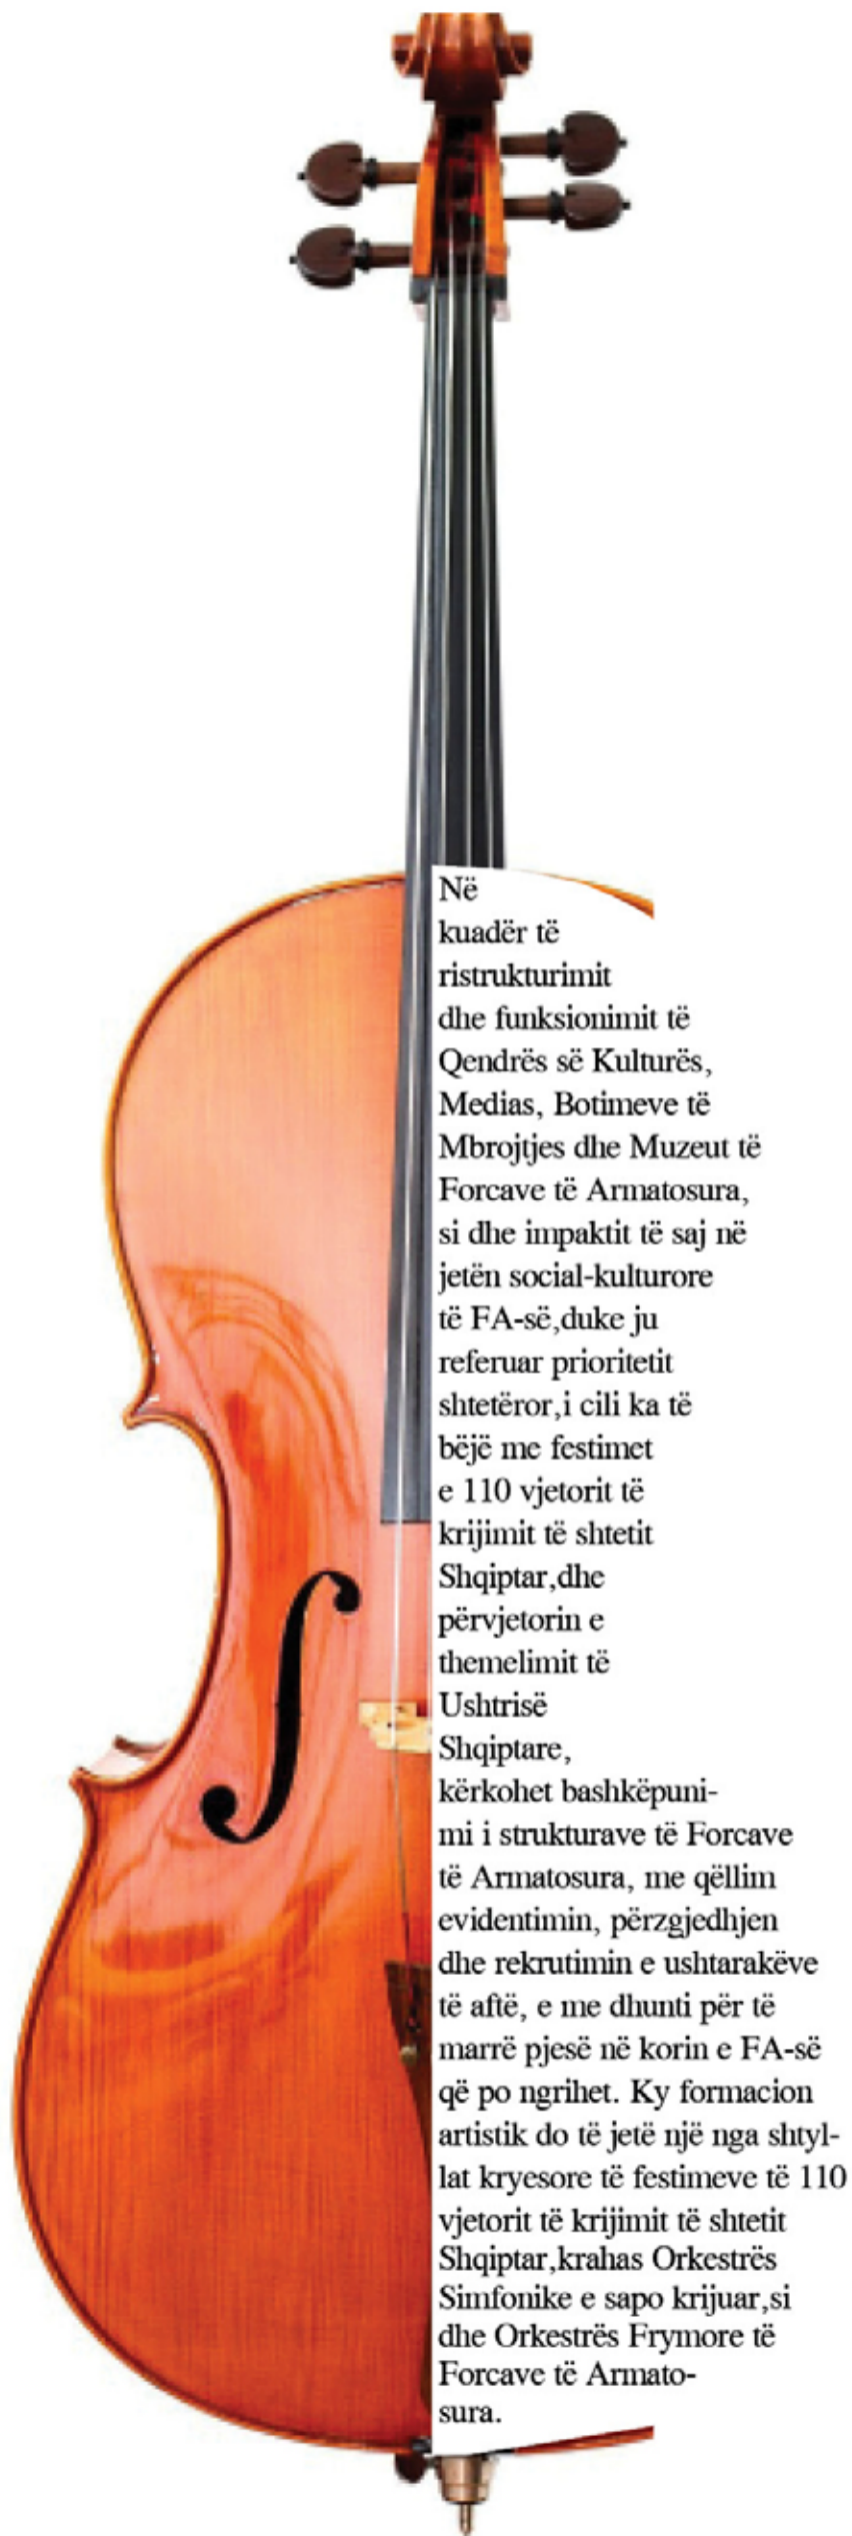 Në
kuadër të
ristrukturimit
dhe funksionimit të
Qendrës së Kulturës,
Medias, Botimeve të
Mbrojtjes dhe Muzeut të
Forcave të Armatosura,
si dhe impaktit të saj në
jetën social-kulturore
të FA-së,duke ju
referuar prioritetit
shtetëror,i cili ka të
bëjë me festimet
e 110 vjetorit të
krijimit të shtetit
Shqiptar,dhe
përvjetorin e
themelimit të
Ushtrisë
Shqiptare,
kërkohet bashkëpuni-
mi i strukturave të Forcave
të Armatosura, me qëllim
evidentimin, përzgjedhjen
dhe rekrutimin e ushtarakëve
të aftë, e me dhunti për të
marrë pjesë në korin e FA-së
që po ngrihet. Ky formacion
artistik do të jetë një nga shtyl-
lat kryesore të festimeve të 110
vjetorit të krijimit të shtetit
Shqiptar,krahas Orkestrës
Simfonike e sapo krijuar,si
dhe Orkestrës Frymore të
Forcave të Armato-
sura.